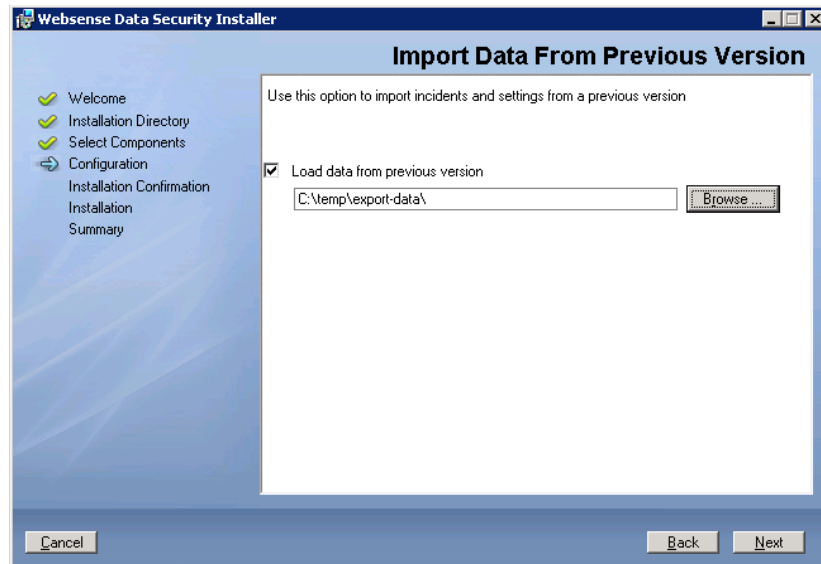 Websense Data Security Installer
Import Data From Previous Version
Welcome
Installation Directory
Select Components
Configuration
Installation Confirmation
Installation
Summary
Use this option to import incidents and settings from a previous version
Load data from previous version
C:\temp\export-data\
Browse ...
Cancel
Back
Next